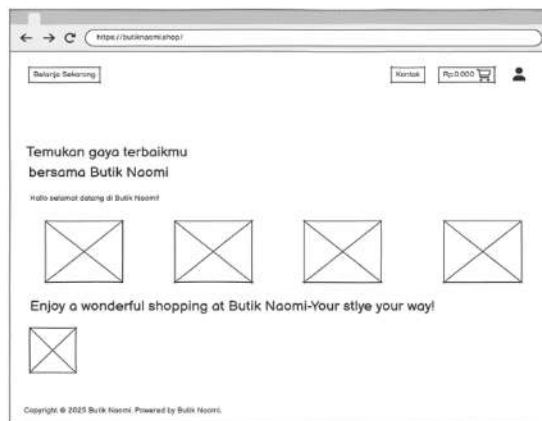 https://butiknaomi.shop/
Belanja Sekarang
Kontak
Rp.0.000
Temukan gaya terbaikmu
bersama Butik Naomi
Hallo selamat datang di Butik Naomi!
Enjoy a wonderful shopping at Butik Naomi-Your stlye your way!
Copyright © 2025 Butik Naomi. Powered by Butik Naomi.